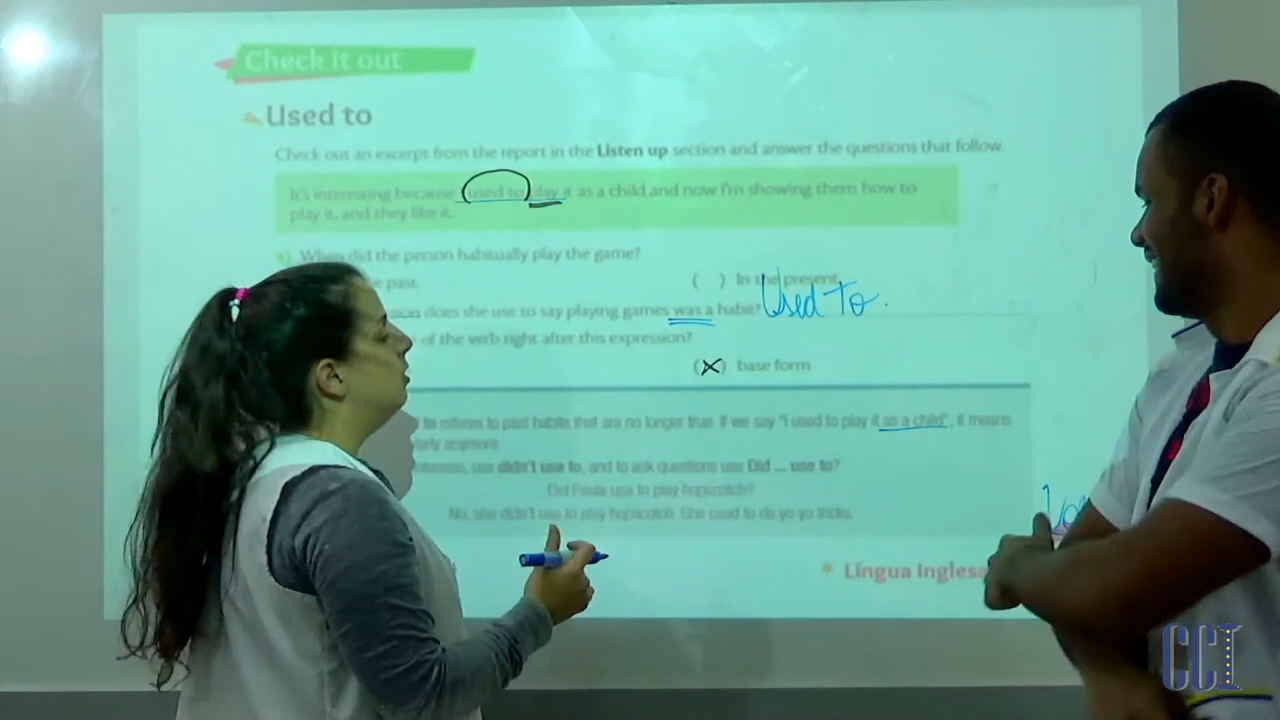 Check it out
Used to
Check out an excerpt from the report in the Listen up section and answer the questions that follow.
It's interesting because I used to play it as a child and now I'm showing them how to
play it, and they like it.
When did the person habitually play the game?
past. ( ) In the present.
does the use to say playing games was a habit? Used To.
of the verb right after this expression?
(X) base form
to past habits that are no longer true. If we say "I used to play it as a child", it means
anymore
use didn't use to, and to ask questions use Did ... use to?
Did Paula use to play hopscotch?
No, she didn't use to play hopscotch. She used to do yo-yo tricks.
Língua Inglesa
CCI